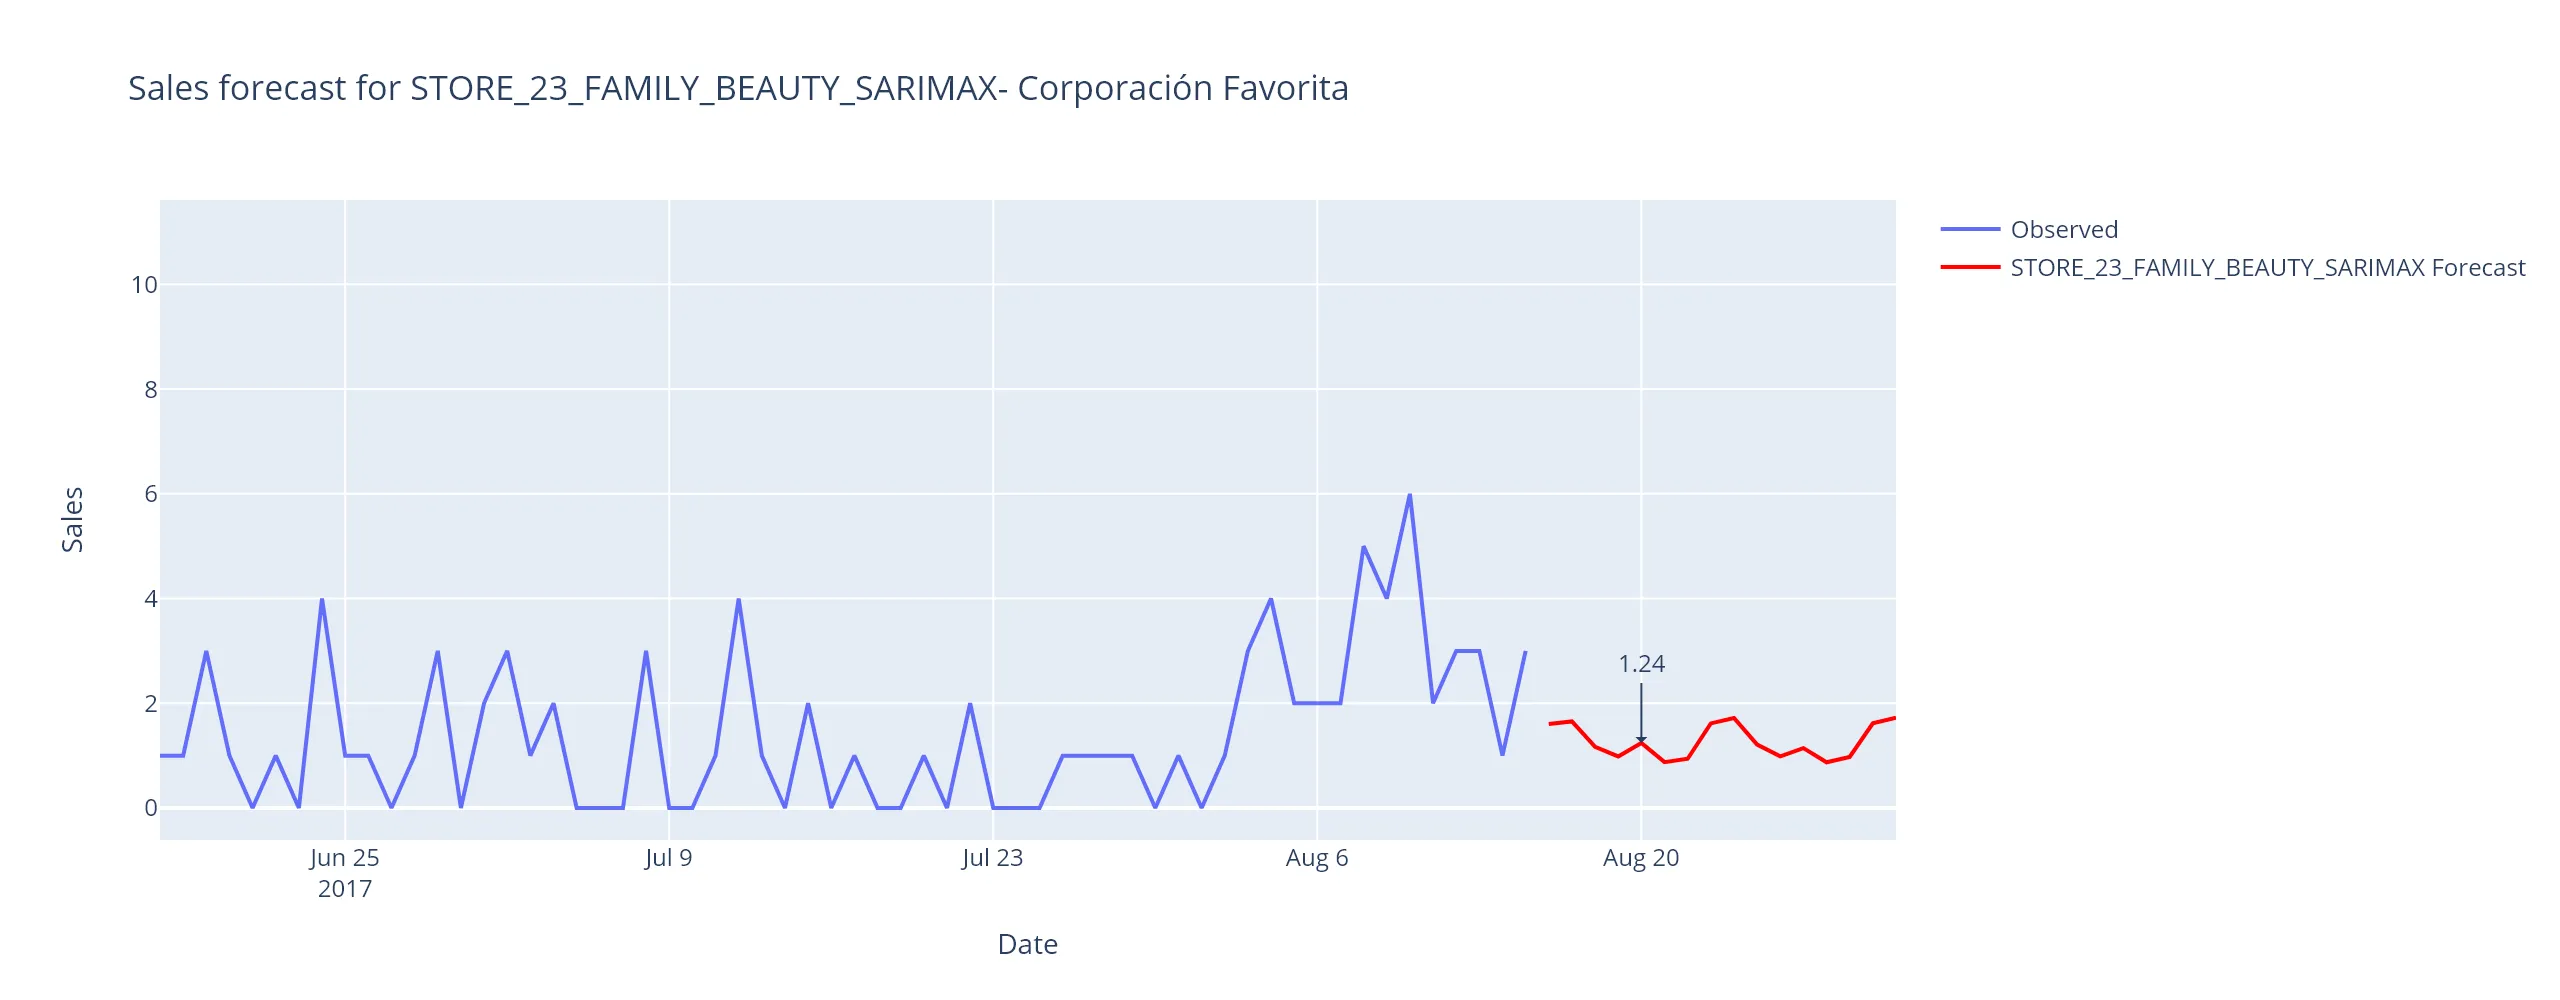 Sales forecast for STORE_23_FAMILY_BEAUTY_SARIMAX- Corporación Favorita
Observed
STORE_23_FAMILY_BEAUTY_SARIMAX Forecast
10
8
6
4
2
0
Sales
1.24
Jun 25
2017
Jul 9
Jul 23
Aug 6
Aug 20
Date